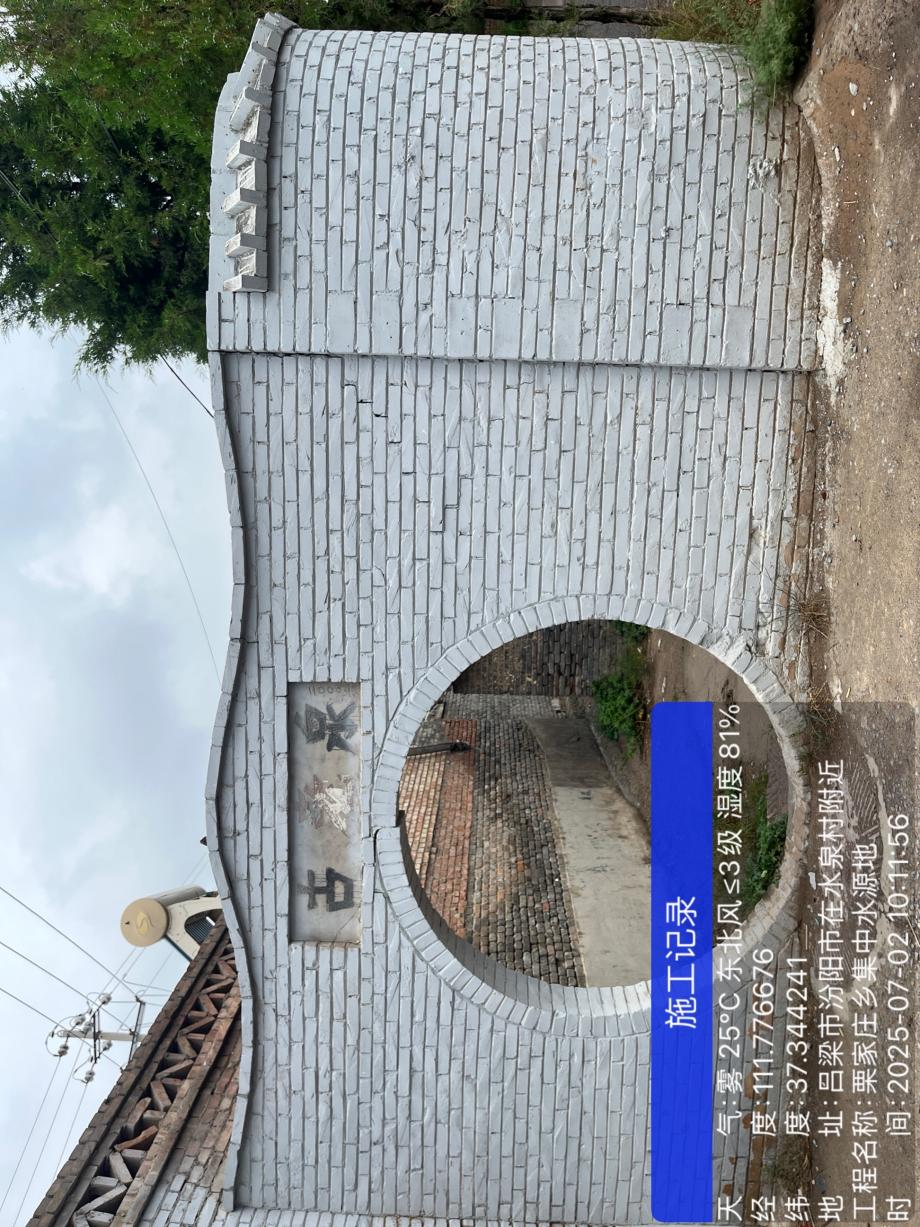 古
泉
施工记录
天 气:雾 25°C 东北风 ≤3级 湿度 81%
经 度:111.776676
纬 度:37.3444241
地 址:吕梁市汾阳市在水泉村附近
工程名称:栗家庄乡集中水源地
时 间:2025-07-02 10:11:56